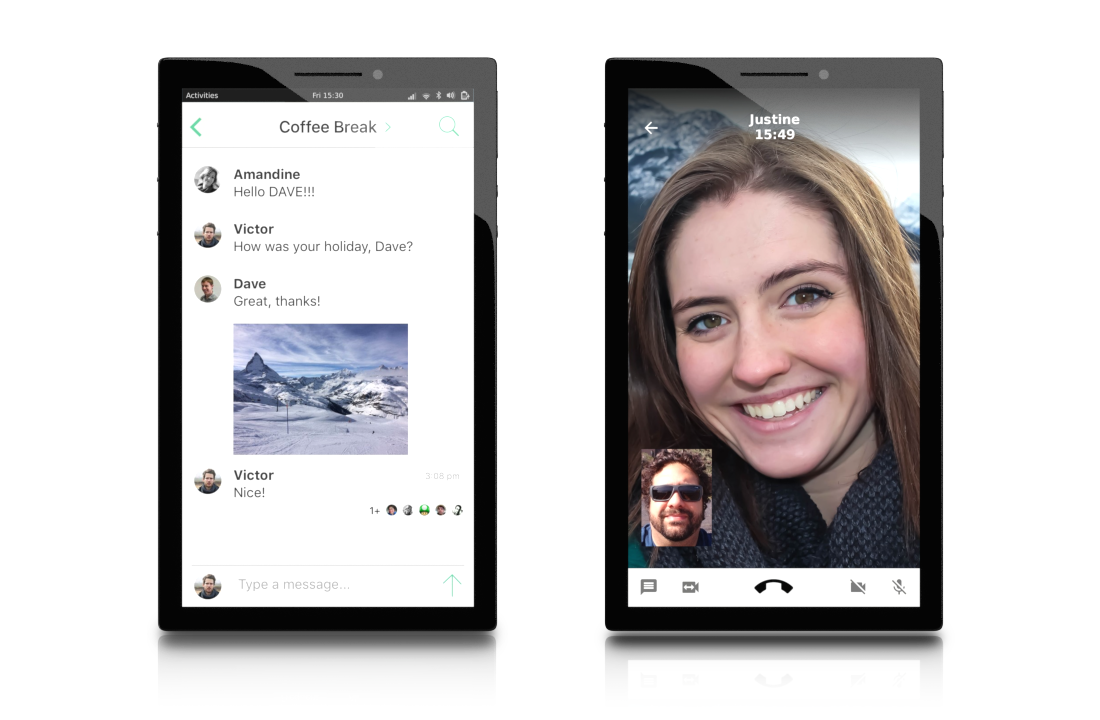 Activities Fri 15:30
Coffee Break
Amandine
Hello DAVE!!!
Victor
How was your holiday, Dave?
Dave
Great, thanks!
Victor 3:08 pm
Nice!
1+
Type a message...
Justine
15:49